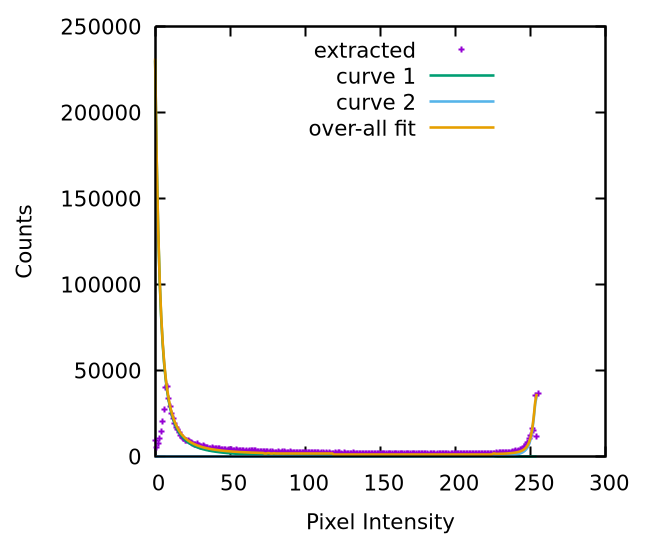 250000
200000
150000
100000
50000
0
Counts
extracted
curve 1
curve 2
over-all fit
0 50 100 150 200 250 300
Pixel Intensity